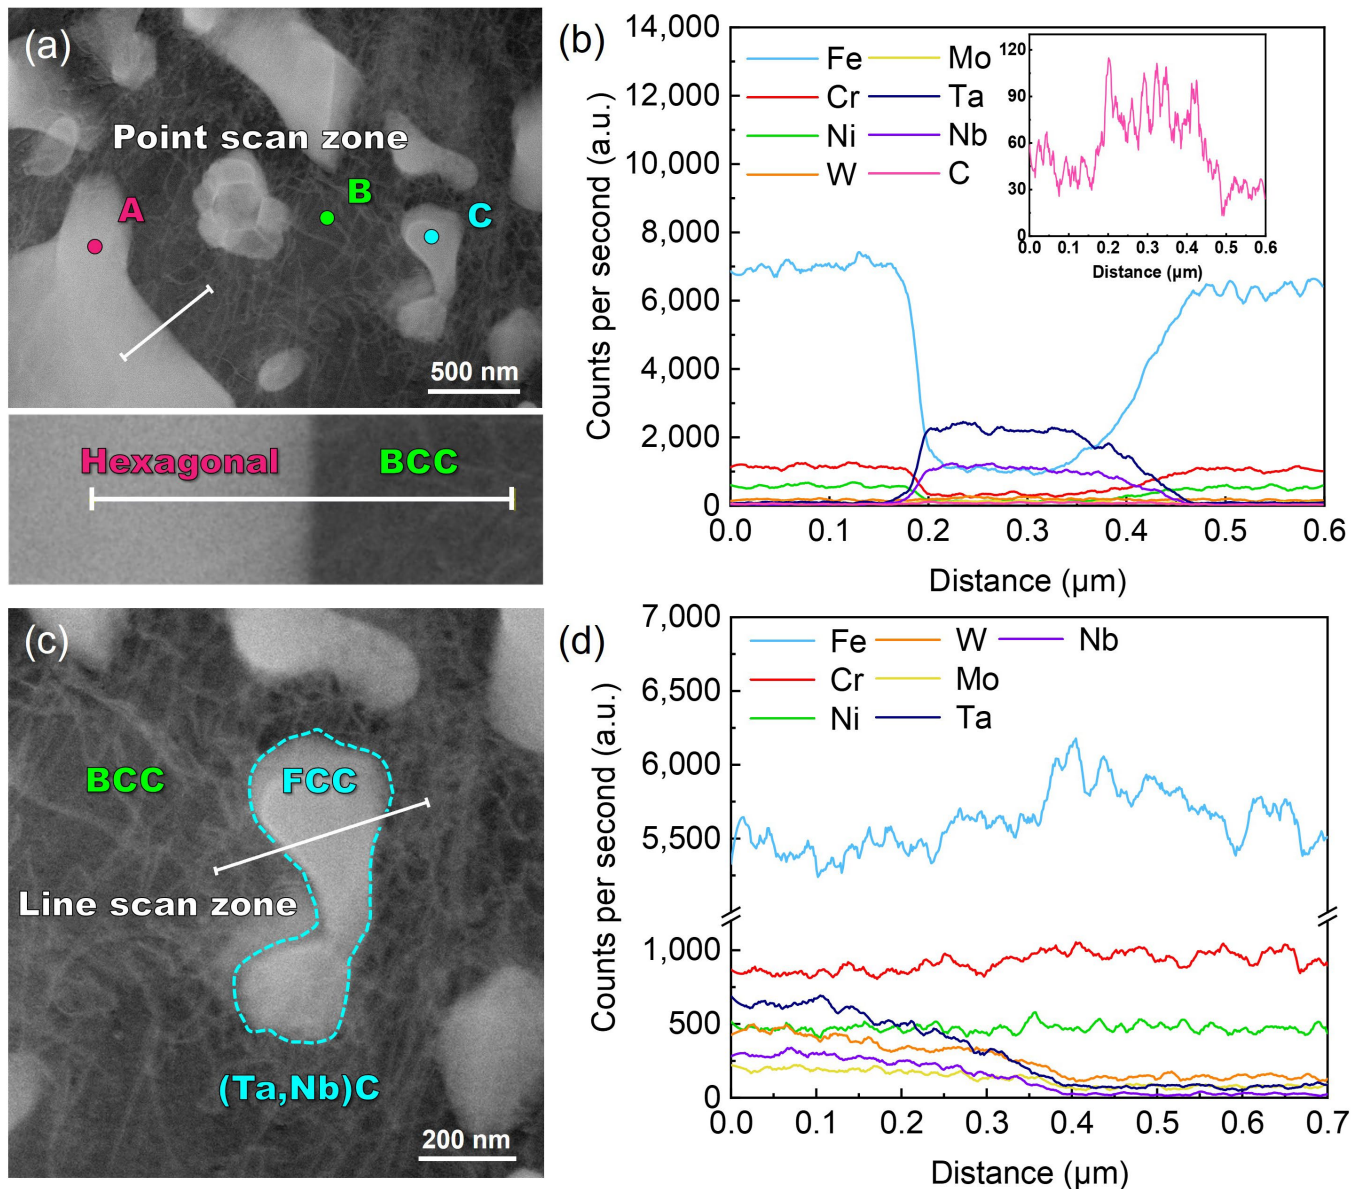 (a)
Point scan zone
A
B
C
500 nm
Hexagonal
BCC
(b)
14,000
12,000
10,000
8,000
6,000
4,000
2,000
0
Counts per second (a.u.)
Fe
Mo
Cr
Ta
Ni
Nb
W
C
120
90
60
30
0
0.0 0.1 0.2 0.3 0.4 0.5 0.6
Distance (µm)
0.0 0.1 0.2 0.3 0.4 0.5 0.6
Distance (µm)
(c)
BCC
FCC
Line scan zone
(Ta,Nb)C
200 nm
(d)
7,000
6,500
6,000
5,500
1,000
500
0
Counts per second (a.u.)
Fe
W
Nb
Cr
Mo
Ni
Ta
0.0 0.1 0.2 0.3 0.4 0.5 0.6 0.7
Distance (µm)